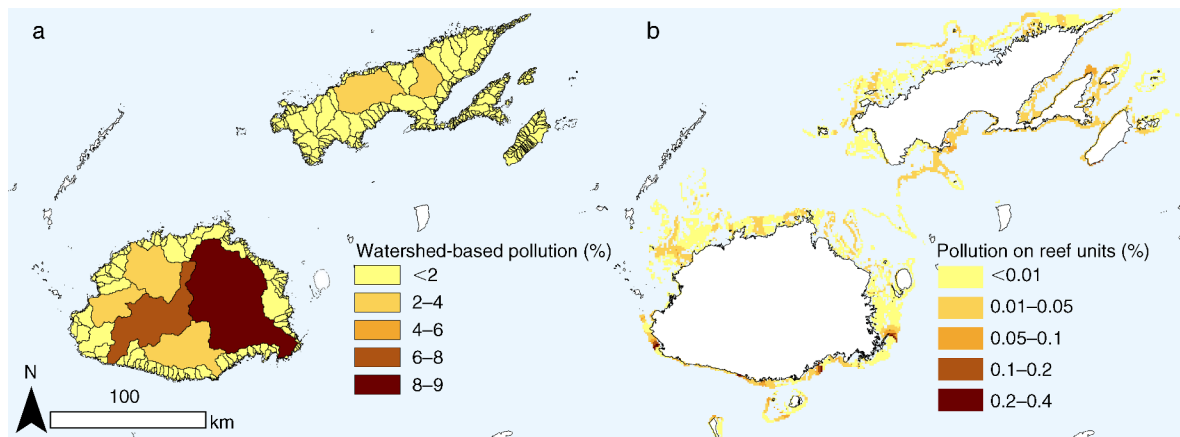 a
Watershed-based pollution (%)
<2
2–4
4–6
6–8
8–9
N
100
km
b
Pollution on reef units (%)
<0.01
0.01–0.05
0.05–0.1
0.1–0.2
0.2–0.4